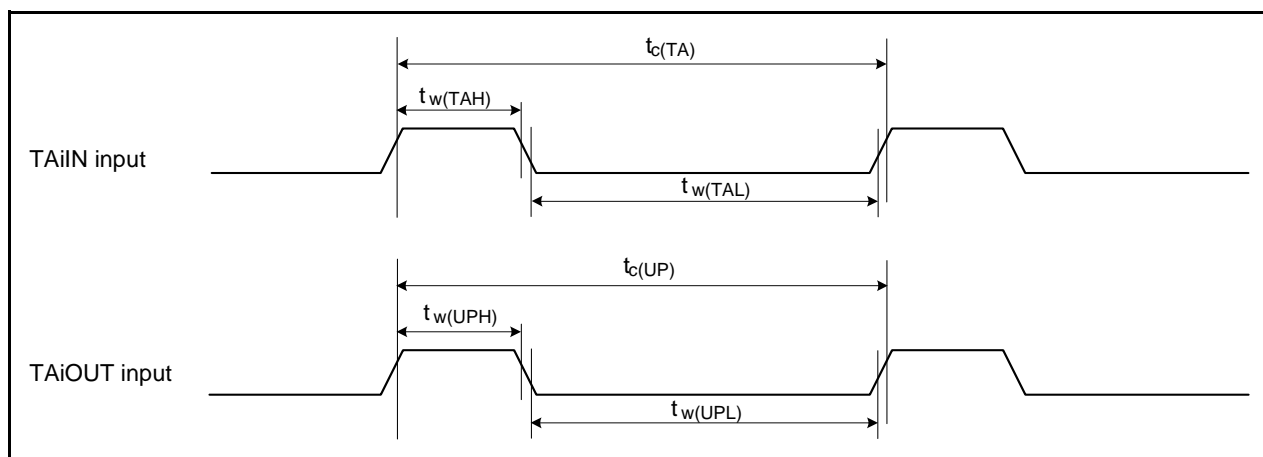 tc(TA)
tw(TAH)
TAiIN input
tw(TAL)
tc(UP)
tw(UPH)
TAiOUT input
tw(UPL)